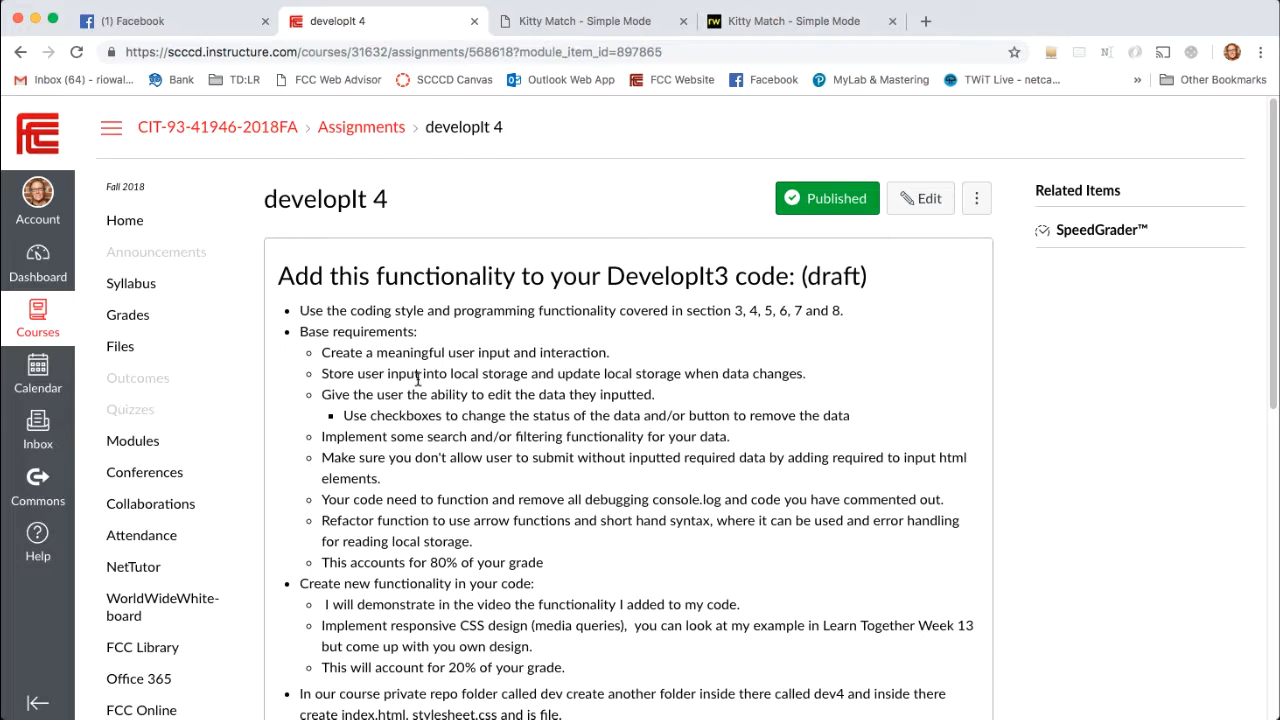 (1) Facebook
developIt 4
Kitty Match - Simple Mode
rw Kitty Match - Simple Mode
https://scccd.instructure.com/courses/31632/assignments/568618?module_item_id=897865
Inbox (64) - riowal...
Bank
TD:LR
FCC Web Advisor
SCCCD Canvas
Outlook Web App
FCC Website
Facebook
MyLab & Mastering
TWiT Live - netca...
»
Other Bookmarks
CIT-93-41946-2018FA › Assignments › developIt 4
Account
Dashboard
Courses
Calendar
Inbox
Commons
Help
Fall 2018
Home
Announcements
Syllabus
Grades
Files
Outcomes
Quizzes
Modules
Conferences
Collaborations
Attendance
NetTutor
WorldWideWhite-
board
FCC Library
Office 365
FCC Online
developIt 4
Published
Edit
Add this functionality to your DevelopIt3 code: (draft)
• Use the coding style and programming functionality covered in section 3, 4, 5, 6, 7 and 8.
• Base requirements:
◦ Create a meaningful user input and interaction.
◦ Store user input into local storage and update local storage when data changes.
◦ Give the user the ability to edit the data they inputted.
▪ Use checkboxes to change the status of the data and/or button to remove the data
◦ Implement some search and/or filtering functionality for your data.
◦ Make sure you don't allow user to submit without inputted required data by adding required to input html
elements.
◦ Your code need to function and remove all debugging console.log and code you have commented out.
◦ Refactor function to use arrow functions and short hand syntax, where it can be used and error handling
for reading local storage.
◦ This accounts for 80% of your grade
• Create new functionality in your code:
◦ I will demonstrate in the video the functionality I added to my code.
◦ Implement responsive CSS design (media queries), you can look at my example in Learn Together Week 13
but come up with you own design.
◦ This will account for 20% of your grade.
• In our course private repo folder called dev create another folder inside there called dev4 and inside there
create index.html, stylesheet.css and js file.
Related Items
SpeedGrader™